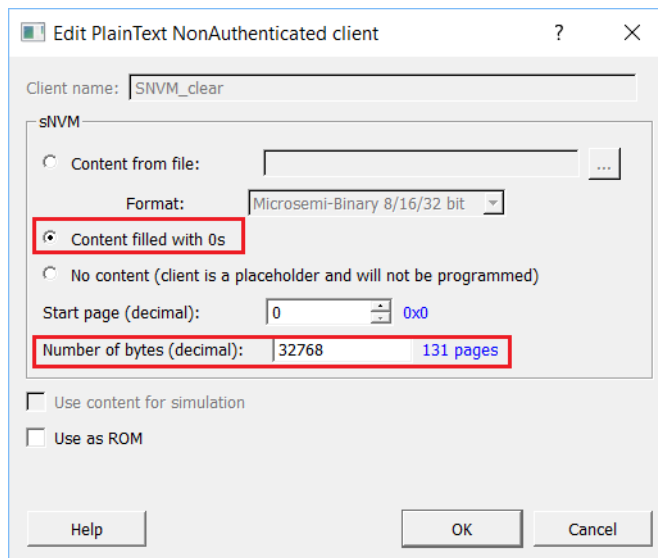 Edit PlainText NonAuthenticated client ? X
Client name: SNVM_clear
sNVM
Content from file: ...
Format: Microsemi-Binary 8/16/32 bit
Content filled with 0s
No content (client is a placeholder and will not be programmed)
Start page (decimal): 0 0x0
Number of bytes (decimal): 32768 131 pages
Use content for simulation
Use as ROM
Help OK Cancel